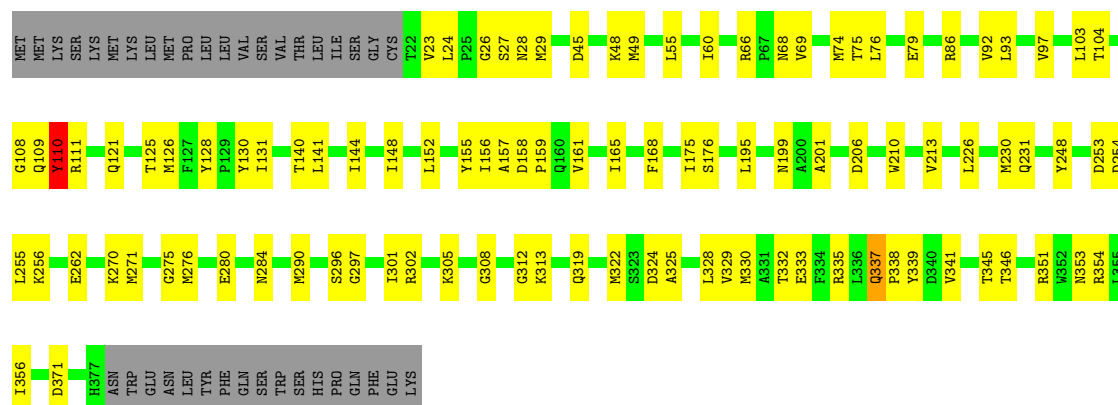 MET MET LYS SER LYS MET LYS LEU MET PRO LEU LEU VAL SER VAL THR LEU ILE SER GLY CYS T22 V23 L24 P25 G26 S27 N28 M29 D45 K48 M49 L55 I60 R66 P67 N68 V69 M74 T75 L76 E79 R86 V92 L93 V97 L103 T104
G108 Q109 Y110 R111 Q121 T125 M126 F127 Y128 P129 Y130 I131 T140 L141 I144 I148 L152 Y155 I156 A157 D158 P159 Q160 V161 I165 F168 I175 S176 L195 N199 A200 A201 D206 W210 V213 L226 M230 Q231 Y248 D253 D254
L255 K256 E262 K270 M271 G275 M276 E280 N284 M290 S296 G297 I301 R302 K305 G308 G312 K313 Q319 M322 S323 D324 A325 L328 V329 M330 A331 T332 E333 F334 R335 L336 Q337 P338 Y339 D340 V341 T345 T346 R351 W352 N353 R354 L355
I356 D371 H377 ASN TRP GLU ASN LEU TYR PHE GLN SER TRP SER HIS PRO GLN PHE GLU LYS